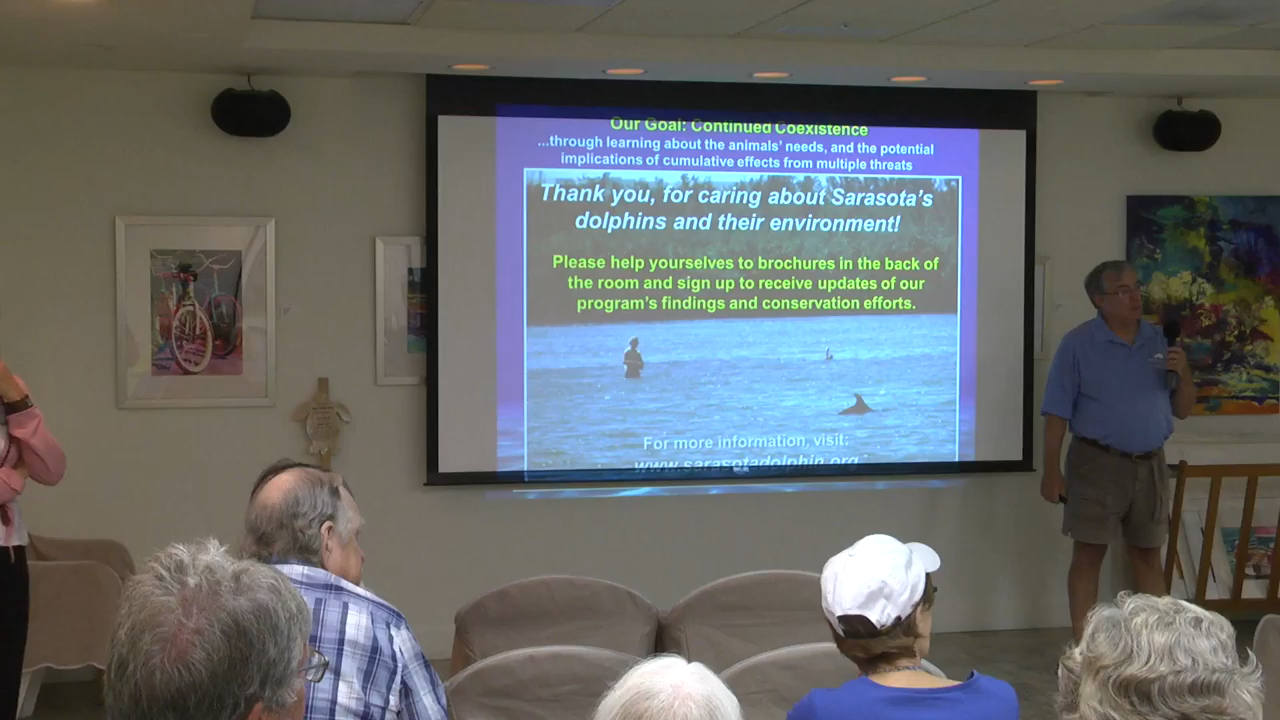 Our Goal: Continued Coexistence
...through learning about the animals' needs, and the potential
implications of cumulative effects from multiple threats
Thank you, for caring about Sarasota's
dolphins and their environment!
Please help yourselves to brochures in the back of
the room and sign up to receive updates of our
program's findings and conservation efforts.
For more information, visit:
www.sarasotadolphin.org